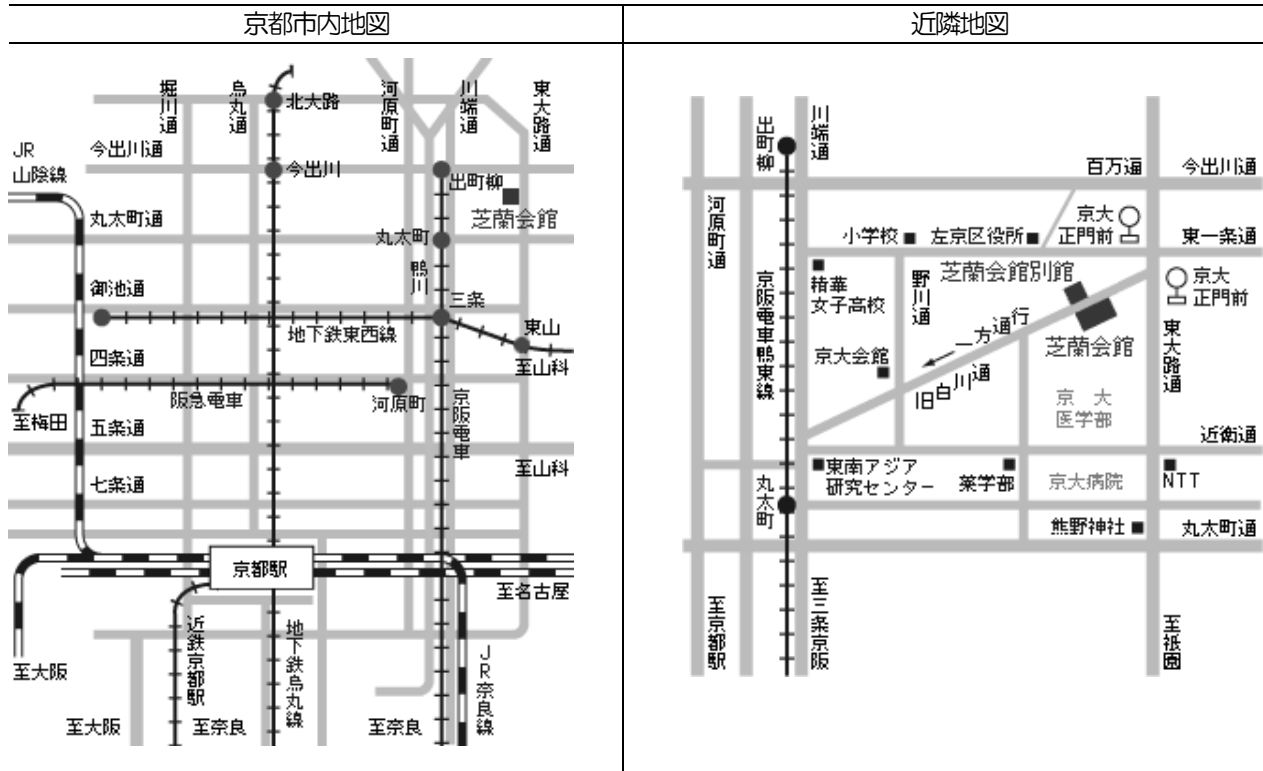 京都市内地図
堀川通
烏丸通
河原町通
川端通
東大路通
北大路
JR
山陰線
今出川通
今出川
出町柳
芝蘭会館
丸太町通
丸太町
鴨川
御池通
三条
地下鉄東西線
東山
至山科
四条通
阪急電車
河原町
京阪電車
至梅田
五条通
至山科
七条通
京都駅
至名古屋
至大阪
近鉄京都駅
地下鉄烏丸線
JR奈良線
至大阪
至奈良
至奈良
近隣地図
出町柳
川端通
百万遍
今出川通
河原町通
小学校
左京区役所
京大
正門前
東一条通
京阪電車鴨東線
精華
女子高校
野川通
芝蘭会館別館
京大
正門前
一方通行
芝蘭会館
東大路通
京大会館
旧白川通
京大
医学部
近衛通
東南アジア
研究センター
薬学部
京大病院
NTT
丸太町
熊野神社
丸太町通
至京都駅
至三条京阪
至祇園